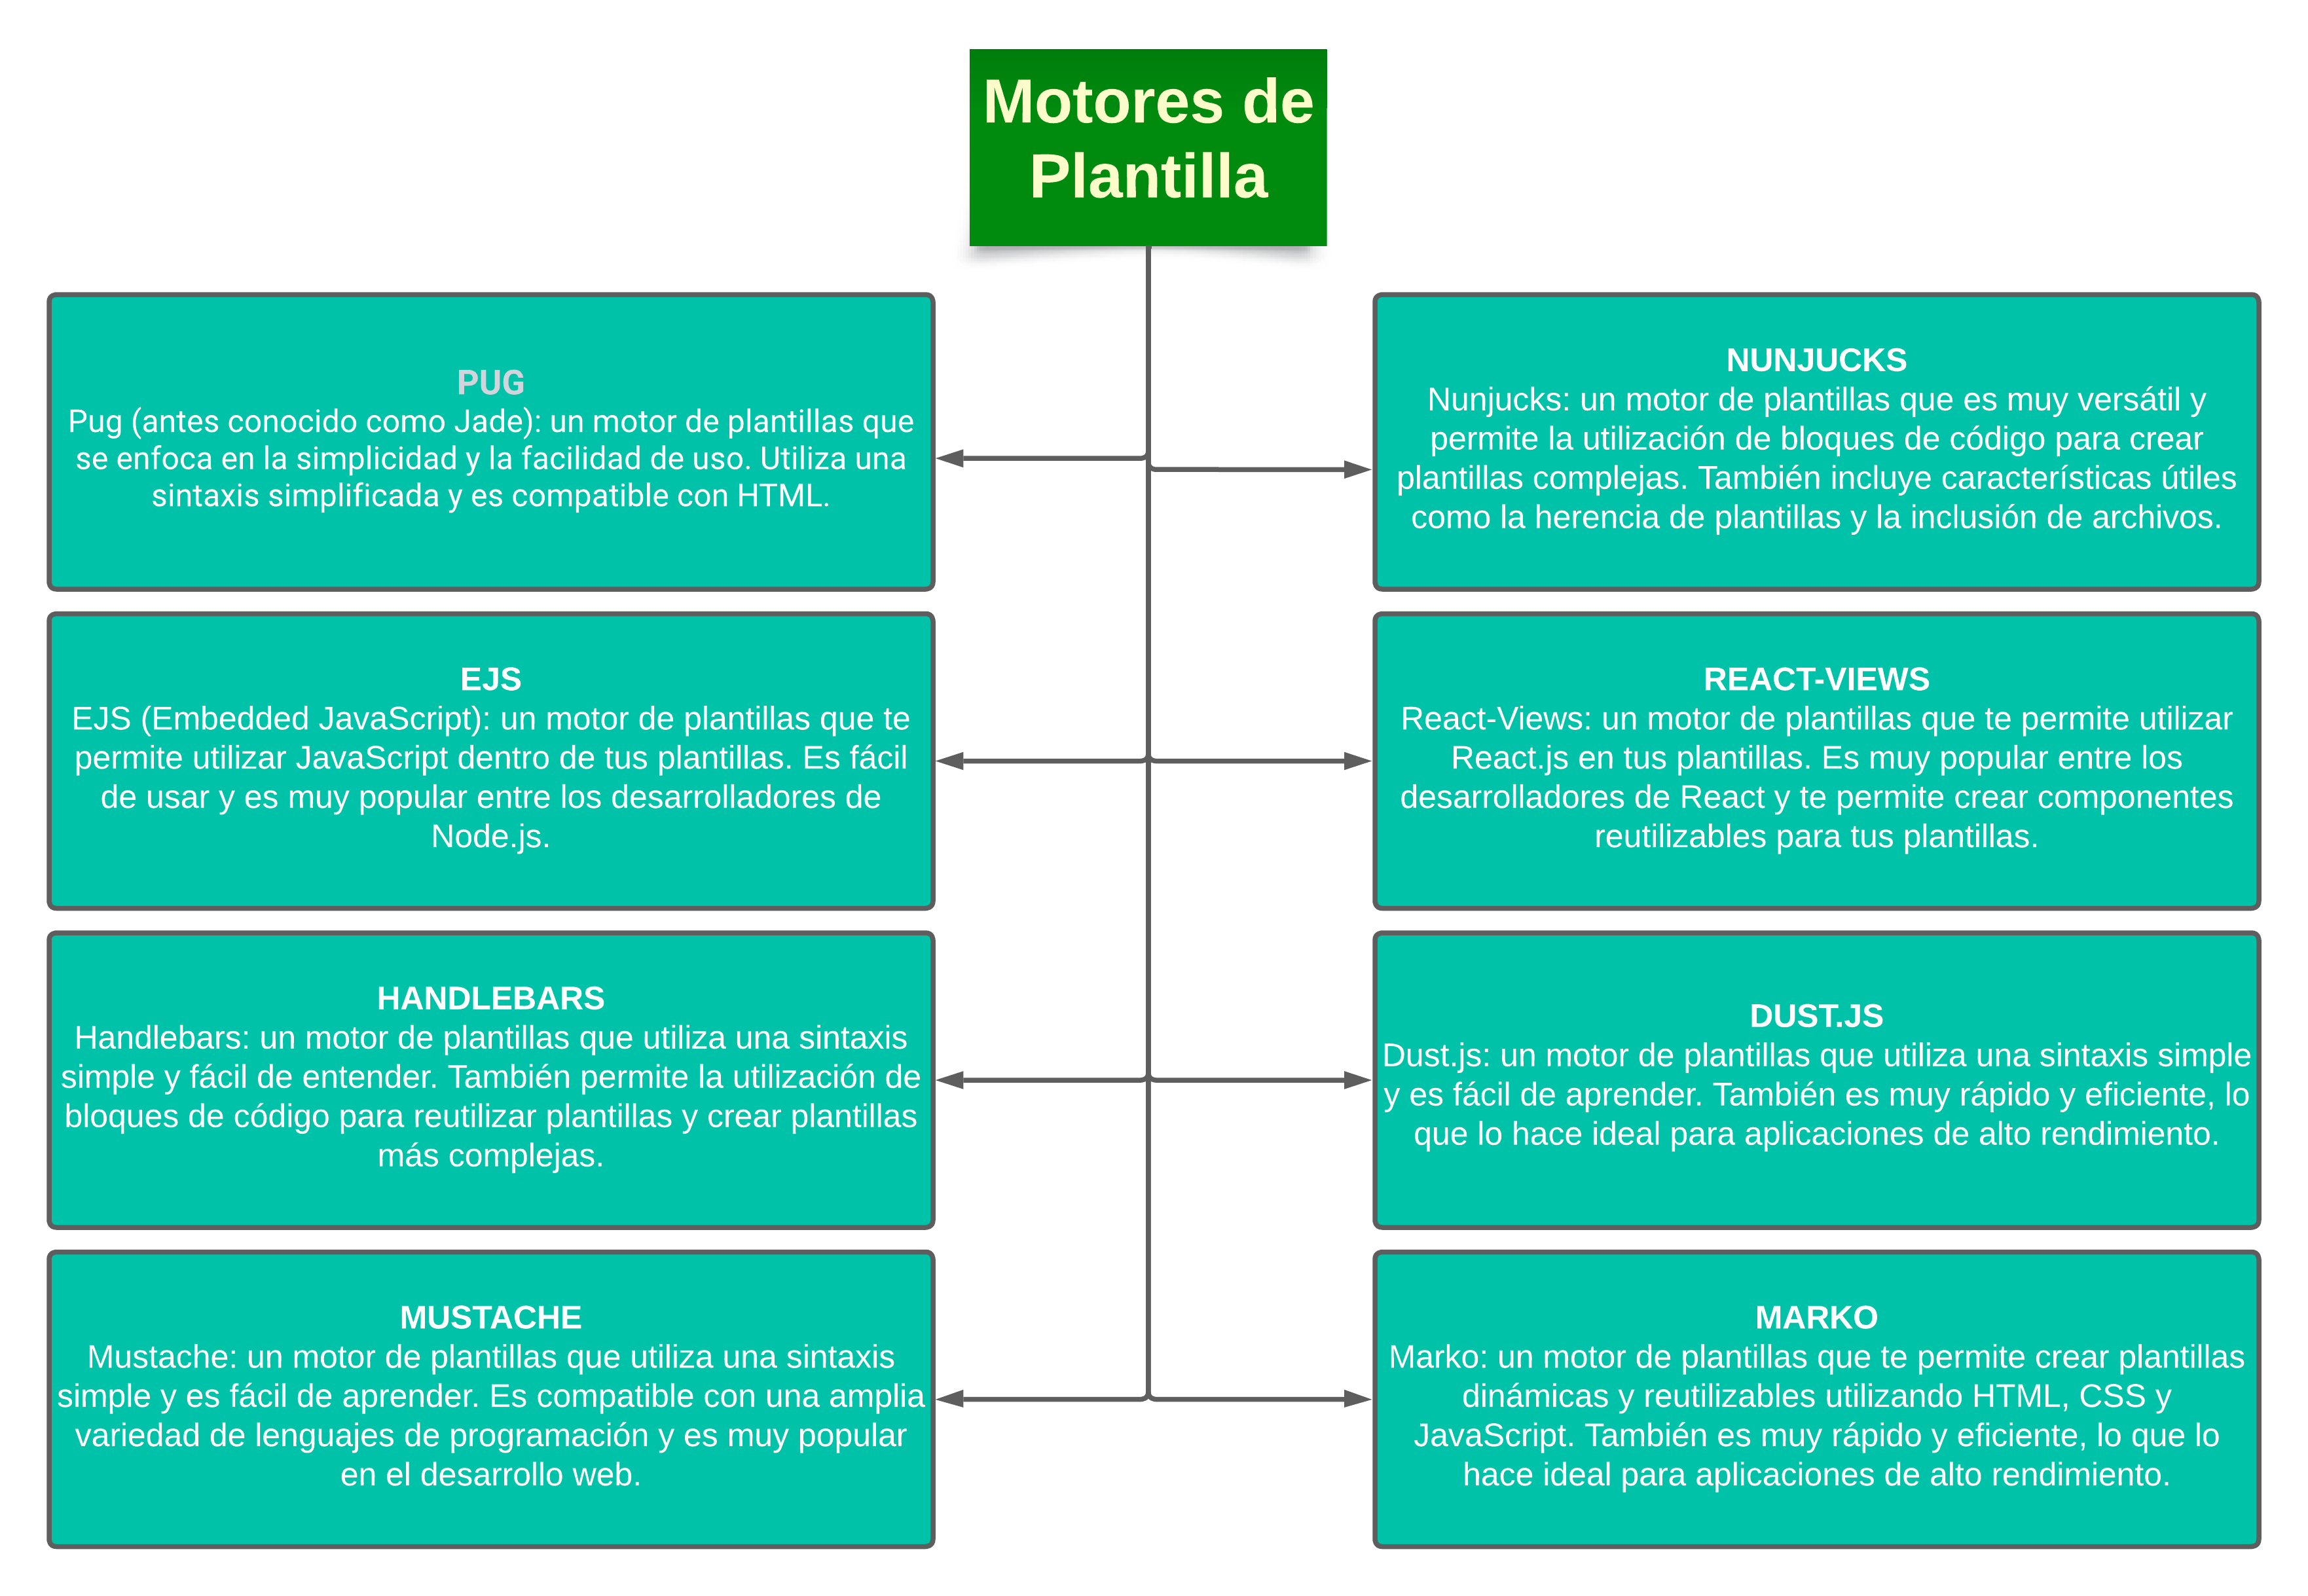 Motores de
Plantilla
PUG
Pug (antes conocido como Jade): un motor de plantillas que
se enfoca en la simplicidad y la facilidad de uso. Utiliza una
sintaxis simplificada y es compatible con HTML.
EJS
EJS (Embedded JavaScript): un motor de plantillas que te
permite utilizar JavaScript dentro de tus plantillas. Es fácil
de usar y es muy popular entre los desarrolladores de
Node.js.
HANDLEBARS
Handlebars: un motor de plantillas que utiliza una sintaxis
simple y fácil de entender. También permite la utilización de
bloques de código para reutilizar plantillas y crear plantillas
más complejas.
MUSTACHE
Mustache: un motor de plantillas que utiliza una sintaxis
simple y es fácil de aprender. Es compatible con una amplia
variedad de lenguajes de programación y es muy popular
en el desarrollo web.
NUNJUCKS
Nunjucks: un motor de plantillas que es muy versátil y
permite la utilización de bloques de código para crear
plantillas complejas. También incluye características útiles
como la herencia de plantillas y la inclusión de archivos.
REACT-VIEWS
React-Views: un motor de plantillas que te permite utilizar
React.js en tus plantillas. Es muy popular entre los
desarrolladores de React y te permite crear componentes
reutilizables para tus plantillas.
DUST.JS
Dust.js: un motor de plantillas que utiliza una sintaxis simple
y es fácil de aprender. También es muy rápido y eficiente, lo
que lo hace ideal para aplicaciones de alto rendimiento.
MARKO
Marko: un motor de plantillas que te permite crear plantillas
dinámicas y reutilizables utilizando HTML, CSS y
JavaScript. También es muy rápido y eficiente, lo que lo
hace ideal para aplicaciones de alto rendimiento.